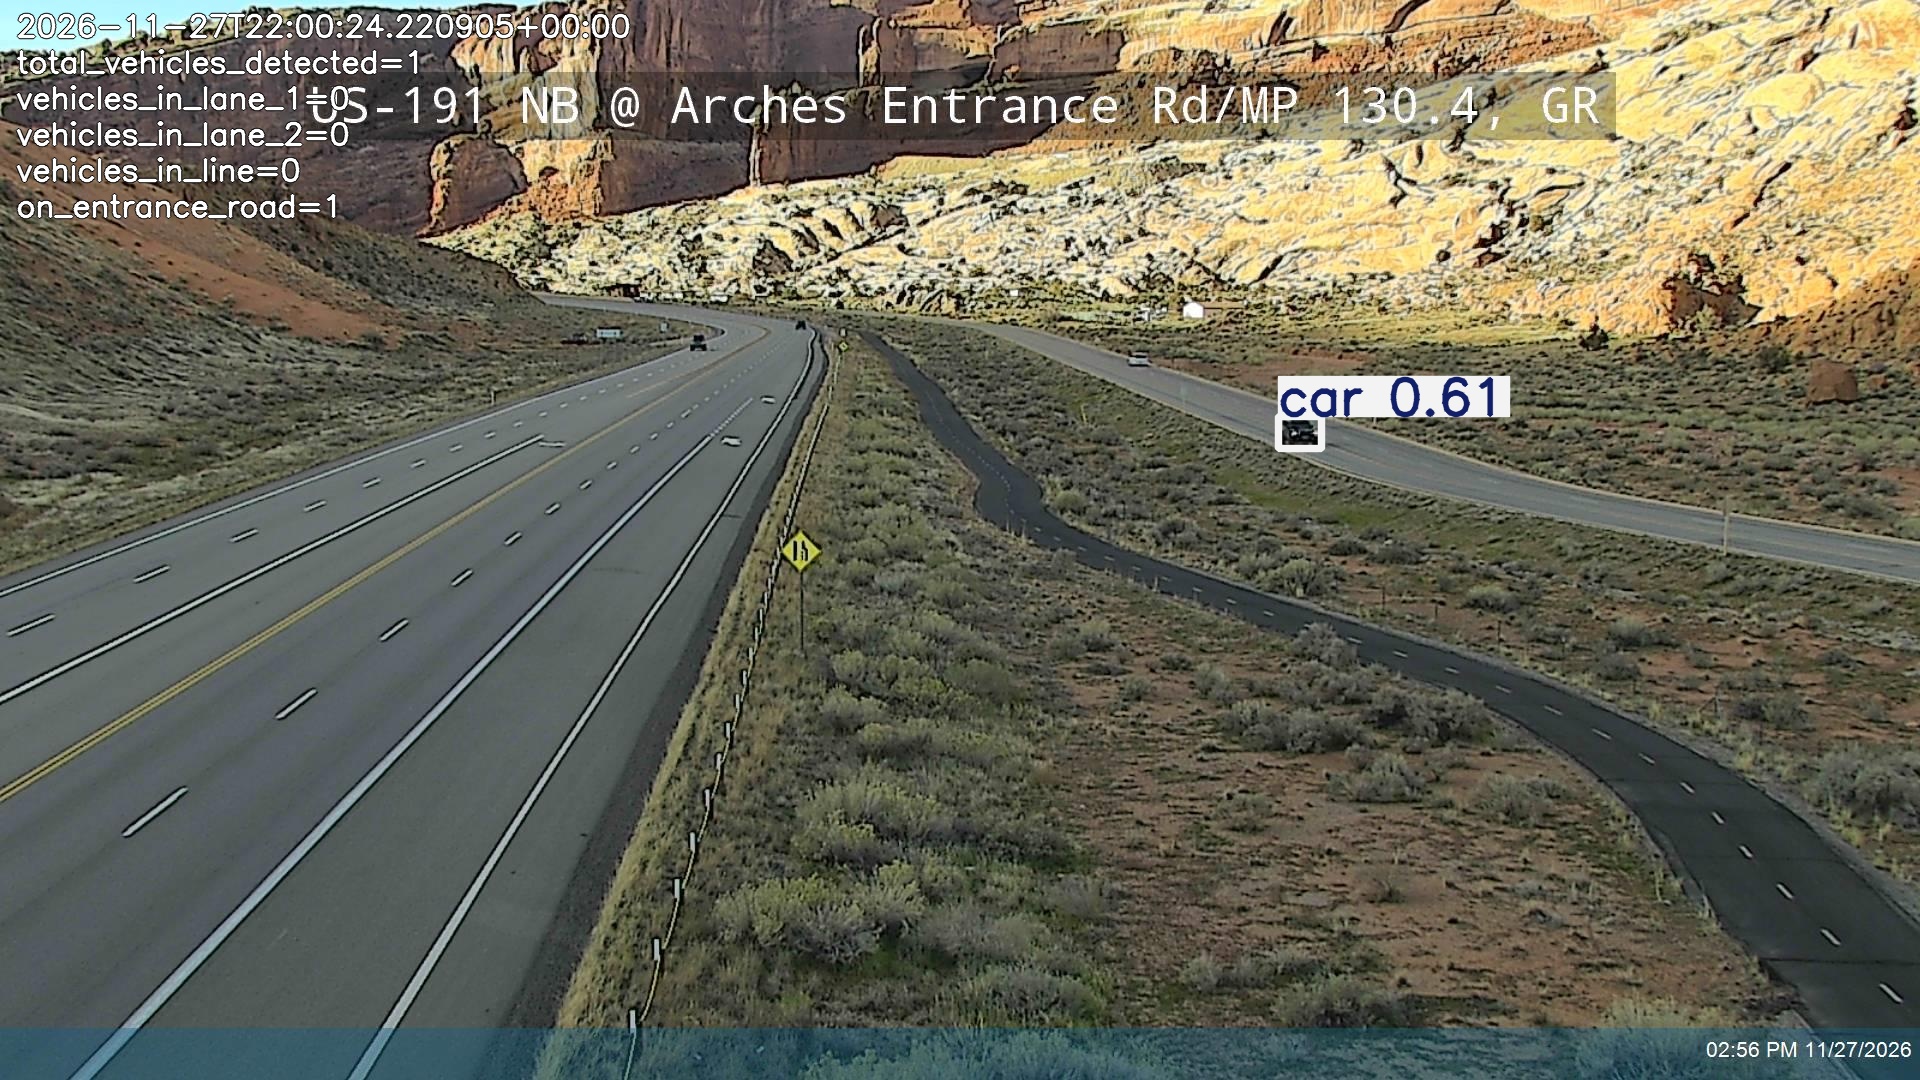 2026-11-27T22:00:24.220905+00:00
total_vehicles_detected=1
vehicles_in_lane_1=0
US-191 NB @ Arches Entrance Rd/MP 130.4, GR
vehicles_in_lane_2=0
vehicles_in_line=0
on_entrance_road=1
car 0.61
02:56 PM 11/27/2026